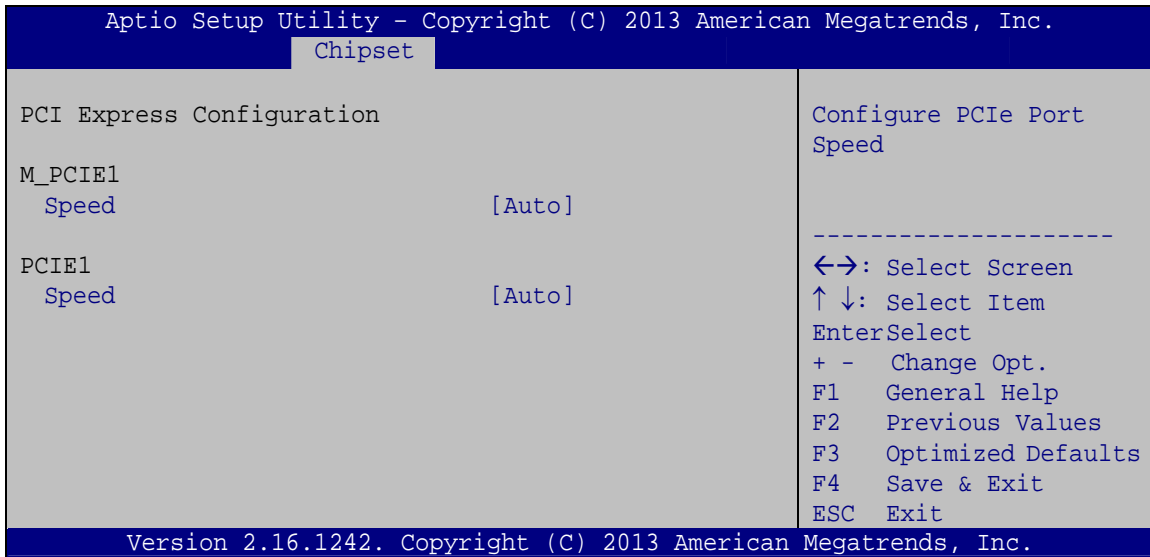 Aptio Setup Utility – Copyright (C) 2013 American Megatrends, Inc.
Chipset
PCI Express Configuration
M_PCIE1
Speed [Auto]
PCIE1
Speed [Auto]
Configure PCIe Port
Speed
---------------------
←→: Select Screen
↑ ↓: Select Item
EnterSelect
+ - Change Opt.
F1 General Help
F2 Previous Values
F3 Optimized Defaults
F4 Save & Exit
ESC Exit
Version 2.16.1242. Copyright (C) 2013 American Megatrends, Inc.